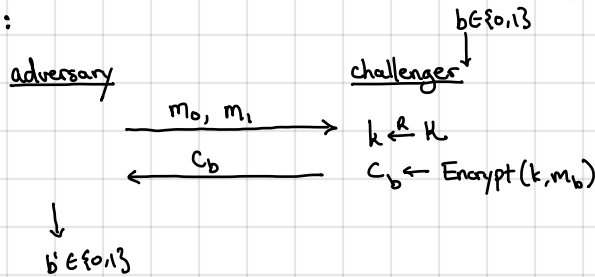 :
b∈{0,1}
adversary challenger
m₀, m₁
k ←ᴿ K
C_b
C_b ← Encrypt(k, m_b)
b' ∈ {0,1}